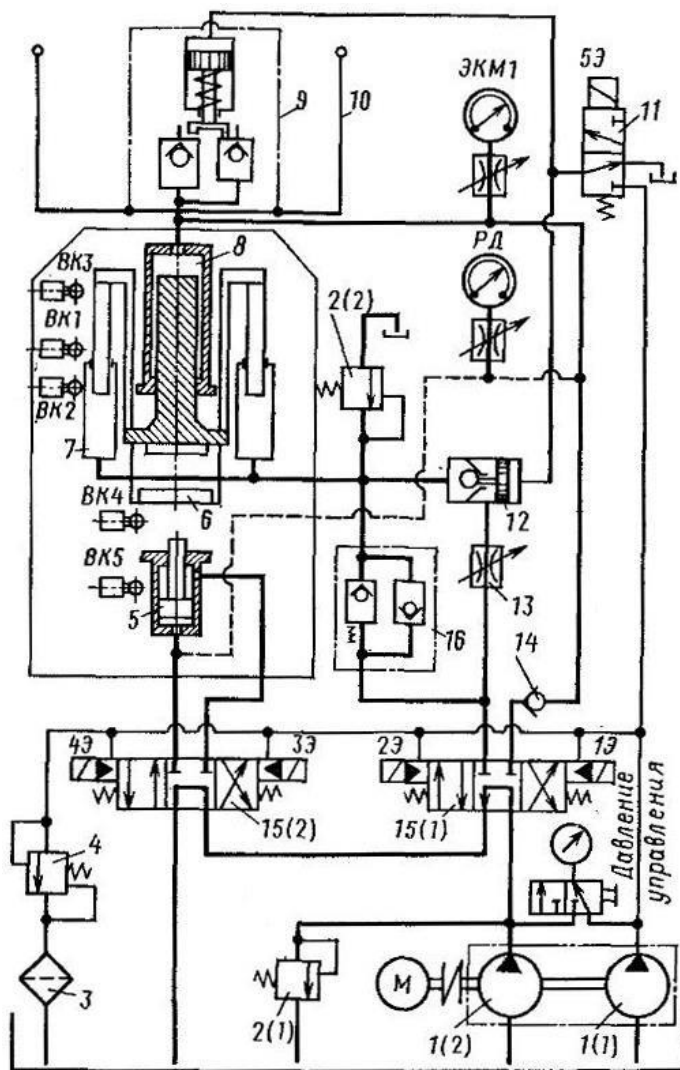 5Э
ЭКМ1
9
10
11
8
РД
ВК3
ВК1
2(2)
ВК2
7
ВК4
6
12
ВК5
13
5
16
14
4Э
3Э
2Э
1Э
15(2)
15(1)
Давление
управления
4
3
М
2(1)
1(2)
1(1)